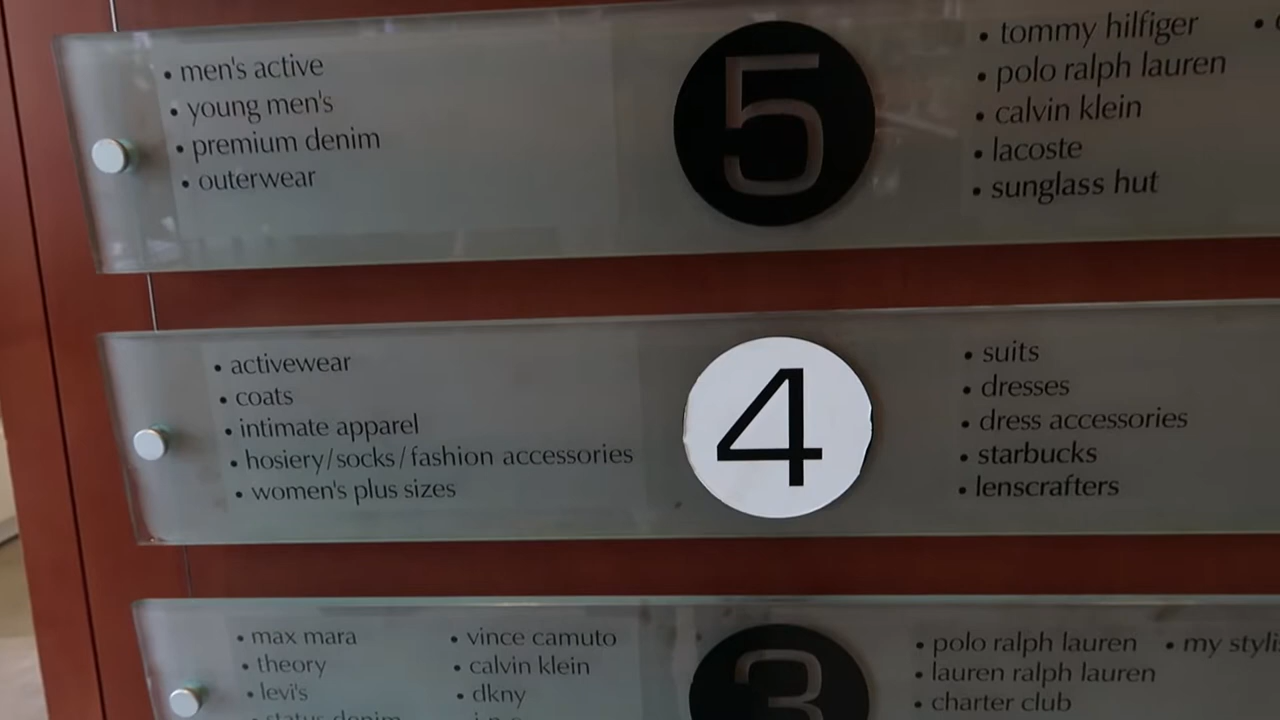 • men's active
• young men's
• premium denim
• outerwear
5
• tommy hilfiger
• polo ralph lauren
• calvin klein
• lacoste
• sunglass hut
• activewear
• coats
• intimate apparel
• hosiery/socks/fashion accessories
• women's plus sizes
4
• suits
• dresses
• dress accessories
• starbucks
• lenscrafters
• max mara
• theory
• levi's
• status denim
• vince camuto
• calvin klein
• dkny
3
• polo ralph lauren
• lauren ralph lauren
• charter club
• my